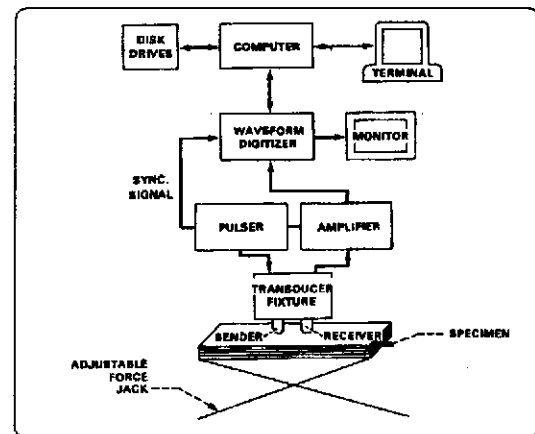 DISK
DRIVES
COMPUTER
TERMINAL
WAVEFORM
DIGITIZER
MONITOR
SYNC.
SIGNAL
PULSER
AMPLIFIER
TRANSDUCER
FIXTURE
SENDER
RECEIVER
SPECIMEN
ADJUSTABLE
FORCE
JACK